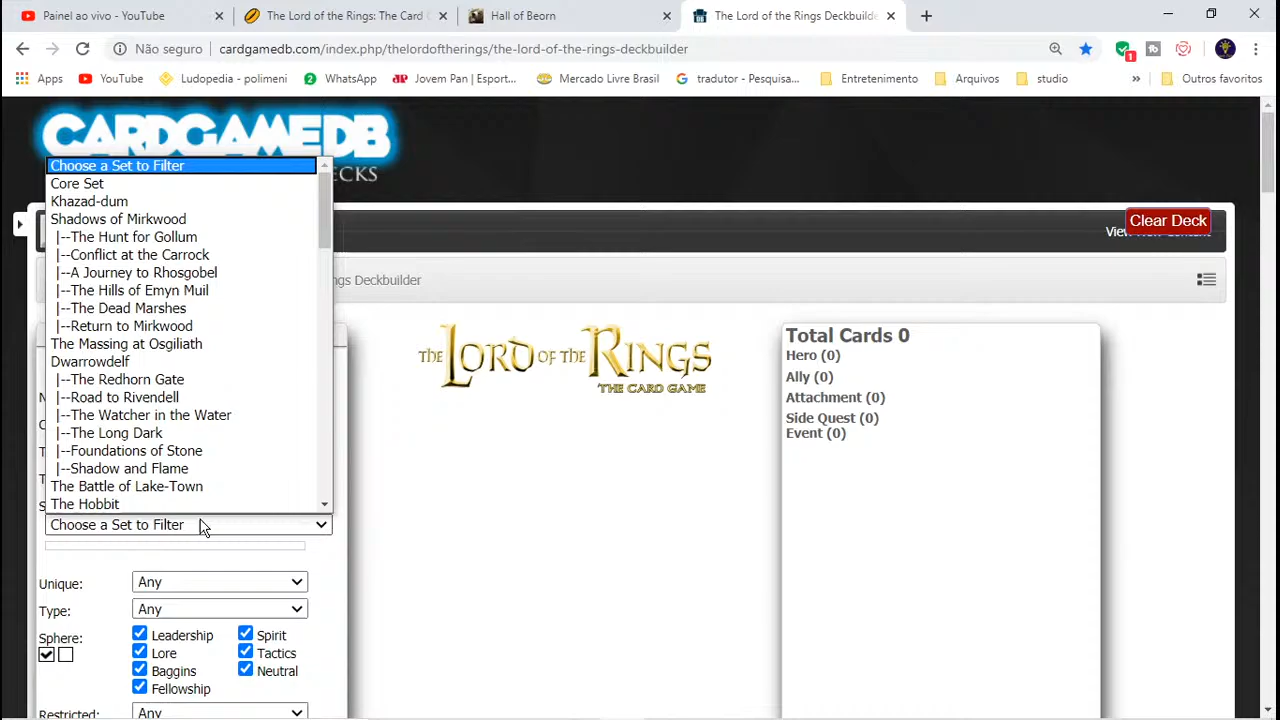 Painel ao vivo - YouTube
The Lord of the Rings: The Card G
Hall of Beorn
The Lord of the Rings Deckbuilde
Não seguro
cardgamedb.com/index.php/thelordoftherings/the-lord-of-the-rings-deckbuilder
1
Apps
YouTube
Ludopedia - polimeni
2
WhatsApp
Jovem Pan | Esport...
Mercado Livre Brasil
tradutor - Pesquisa...
Entretenimento
Arquivos
studio
»
Outros favoritos
CARDGAMEDB
ECKS
Choose a Set to Filter
Core Set
Khazad-dum
Shadows of Mirkwood
|--The Hunt for Gollum
|--Conflict at the Carrock
|--A Journey to Rhosgobel
|--The Hills of Emyn Muil
|--The Dead Marshes
|--Return to Mirkwood
The Massing at Osgiliath
Dwarrowdelf
|--The Redhorn Gate
|--Road to Rivendell
|--The Watcher in the Water
|--The Long Dark
|--Foundations of Stone
|--Shadow and Flame
The Battle of Lake-Town
The Hobbit
Choose a Set to Filter
Unique:
Any
Type:
Any
Sphere:
Leadership
Spirit
Lore
Tactics
Baggins
Neutral
Fellowship
Restricted:
Any
ngs Deckbuilder
THE LORD OF THE RINGS
THE CARD GAME
View New Content
Clear Deck
Total Cards 0
Hero (0)
Ally (0)
Attachment (0)
Side Quest (0)
Event (0)